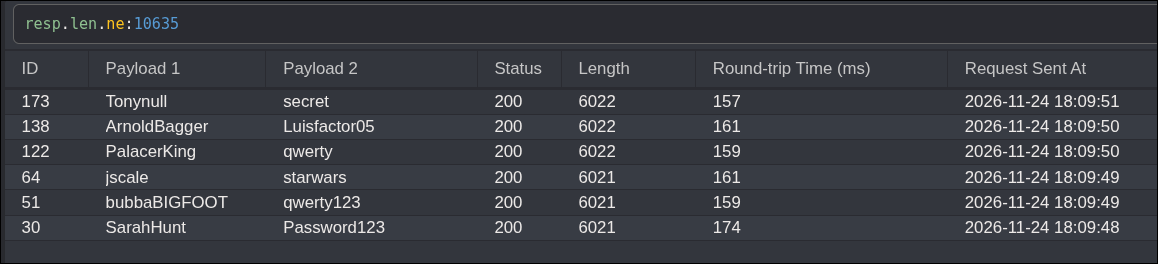 resp.len.ne:10635
ID Payload 1 Payload 2 Status Length Round-trip Time (ms) Request Sent At
173 Tonynull secret 200 6022 157 2026-11-24 18:09:51
138 ArnoldBagger Luisfactor05 200 6022 161 2026-11-24 18:09:50
122 PalacerKing qwerty 200 6022 159 2026-11-24 18:09:50
64 jscale starwars 200 6021 161 2026-11-24 18:09:49
51 bubbaBIGFOOT qwerty123 200 6021 159 2026-11-24 18:09:49
30 SarahHunt Password123 200 6021 174 2026-11-24 18:09:48